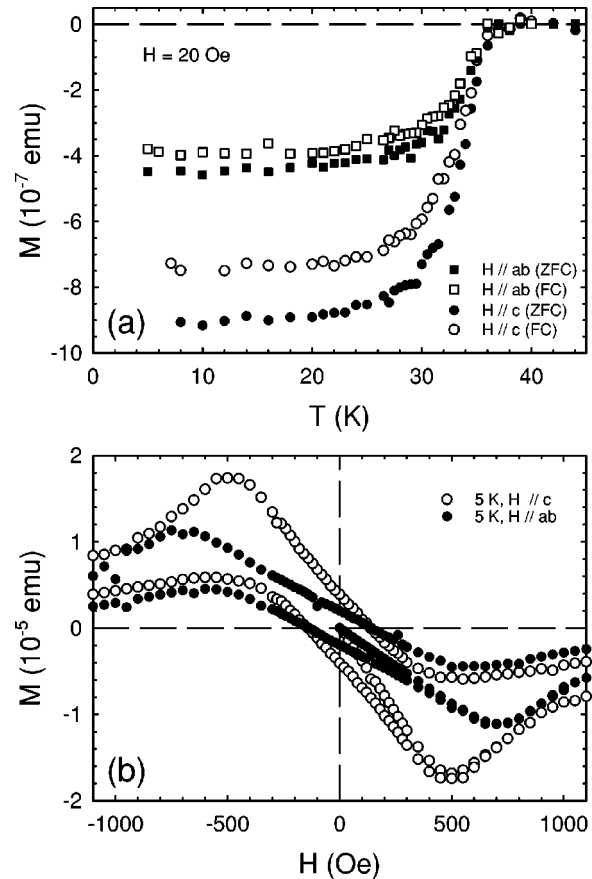 0
H = 20 Oe
-2
-4
-6
-8
-10
M (10⁻⁷ emu)
H // ab (ZFC)
H // ab (FC)
H // c (ZFC)
H // c (FC)
(a)
0 10 20 30 40
T (K)
2
1
0
-1
-2
M (10⁻⁵ emu)
5 K, H // c
5 K, H // ab
(b)
-1000 -500 0 500 1000
H (Oe)